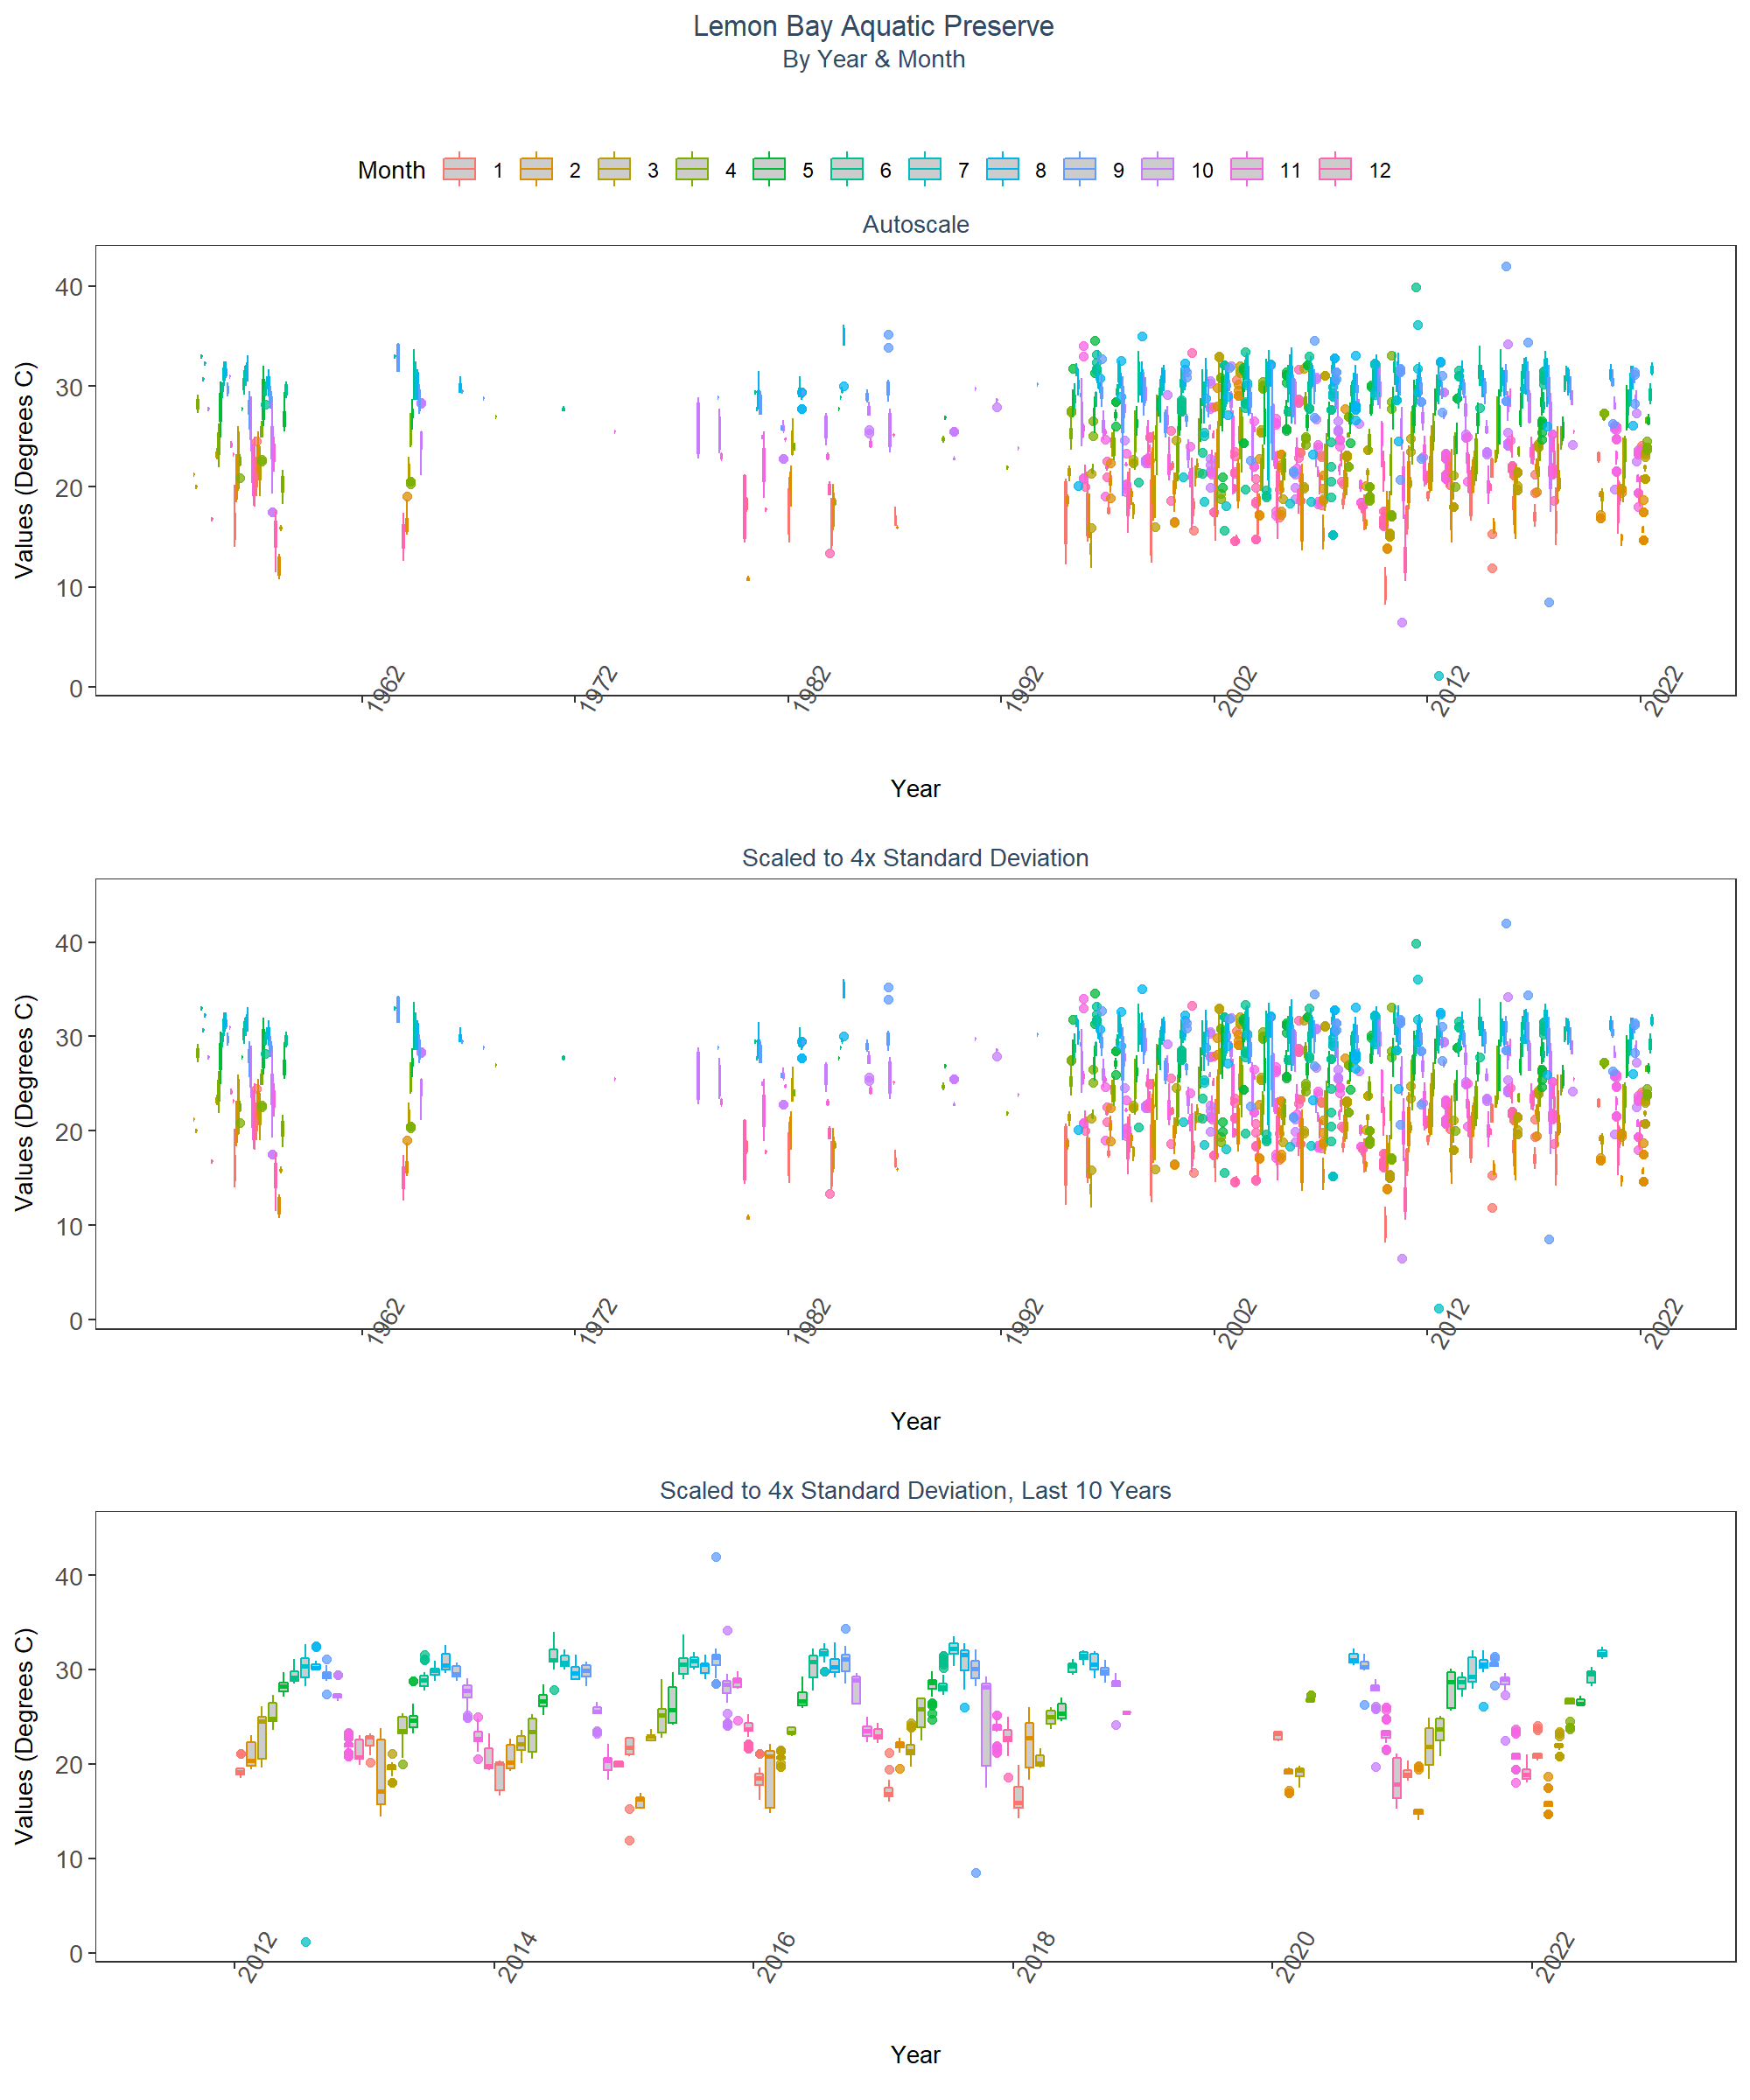 Lemon Bay Aquatic Preserve
By Year & Month
Month 1 2 3 4 5 6 7 8 9 10 11 12
Autoscale
Values (Degrees C)
40
30
20
10
0
1962 1972 1982 1992 2002 2012 2022
Year
Scaled to 4x Standard Deviation
Values (Degrees C)
40
30
20
10
0
1962 1972 1982 1992 2002 2012 2022
Year
Scaled to 4x Standard Deviation, Last 10 Years
Values (Degrees C)
40
30
20
10
0
2012 2014 2016 2018 2020 2022
Year